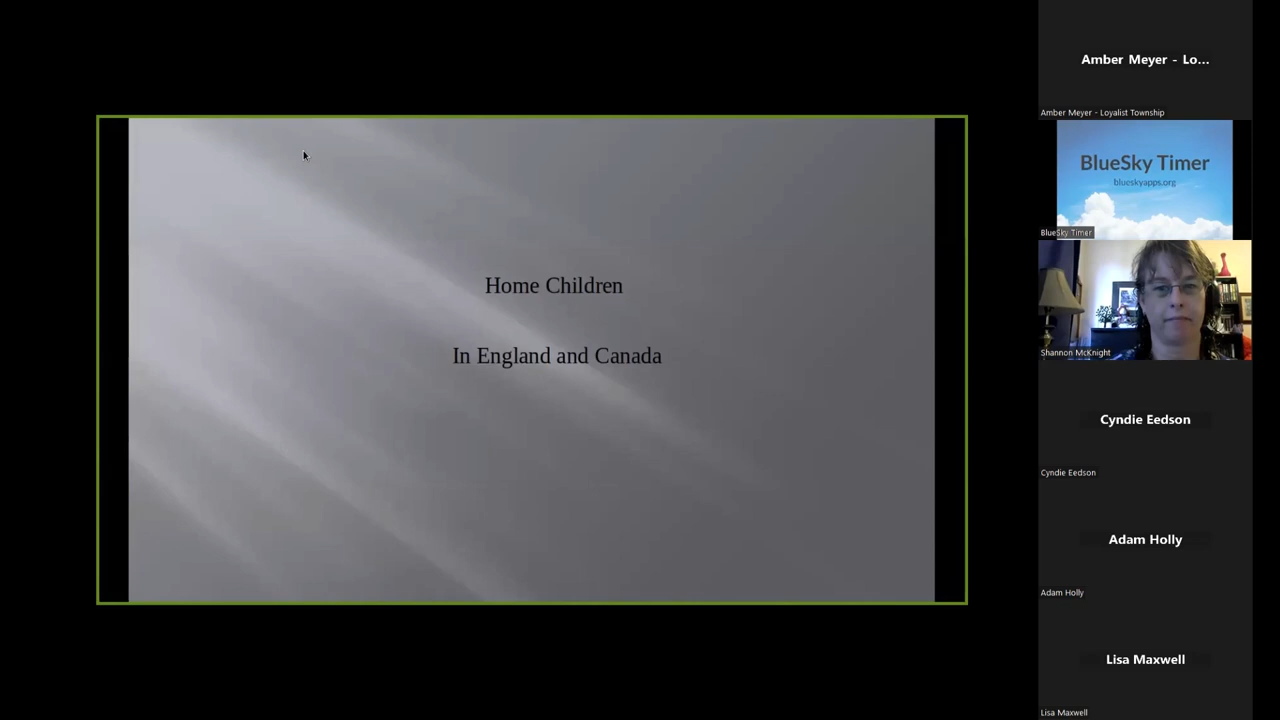 Home Children
In England and Canada
Amber Meyer - Lo...
Amber Meyer - Loyalist Township
BlueSky Timer
blueskyapps.org
BlueSky Timer
Shannon McKnight
Cyndie Eedson
Cyndie Eedson
Adam Holly
Adam Holly
Lisa Maxwell
Lisa Maxwell